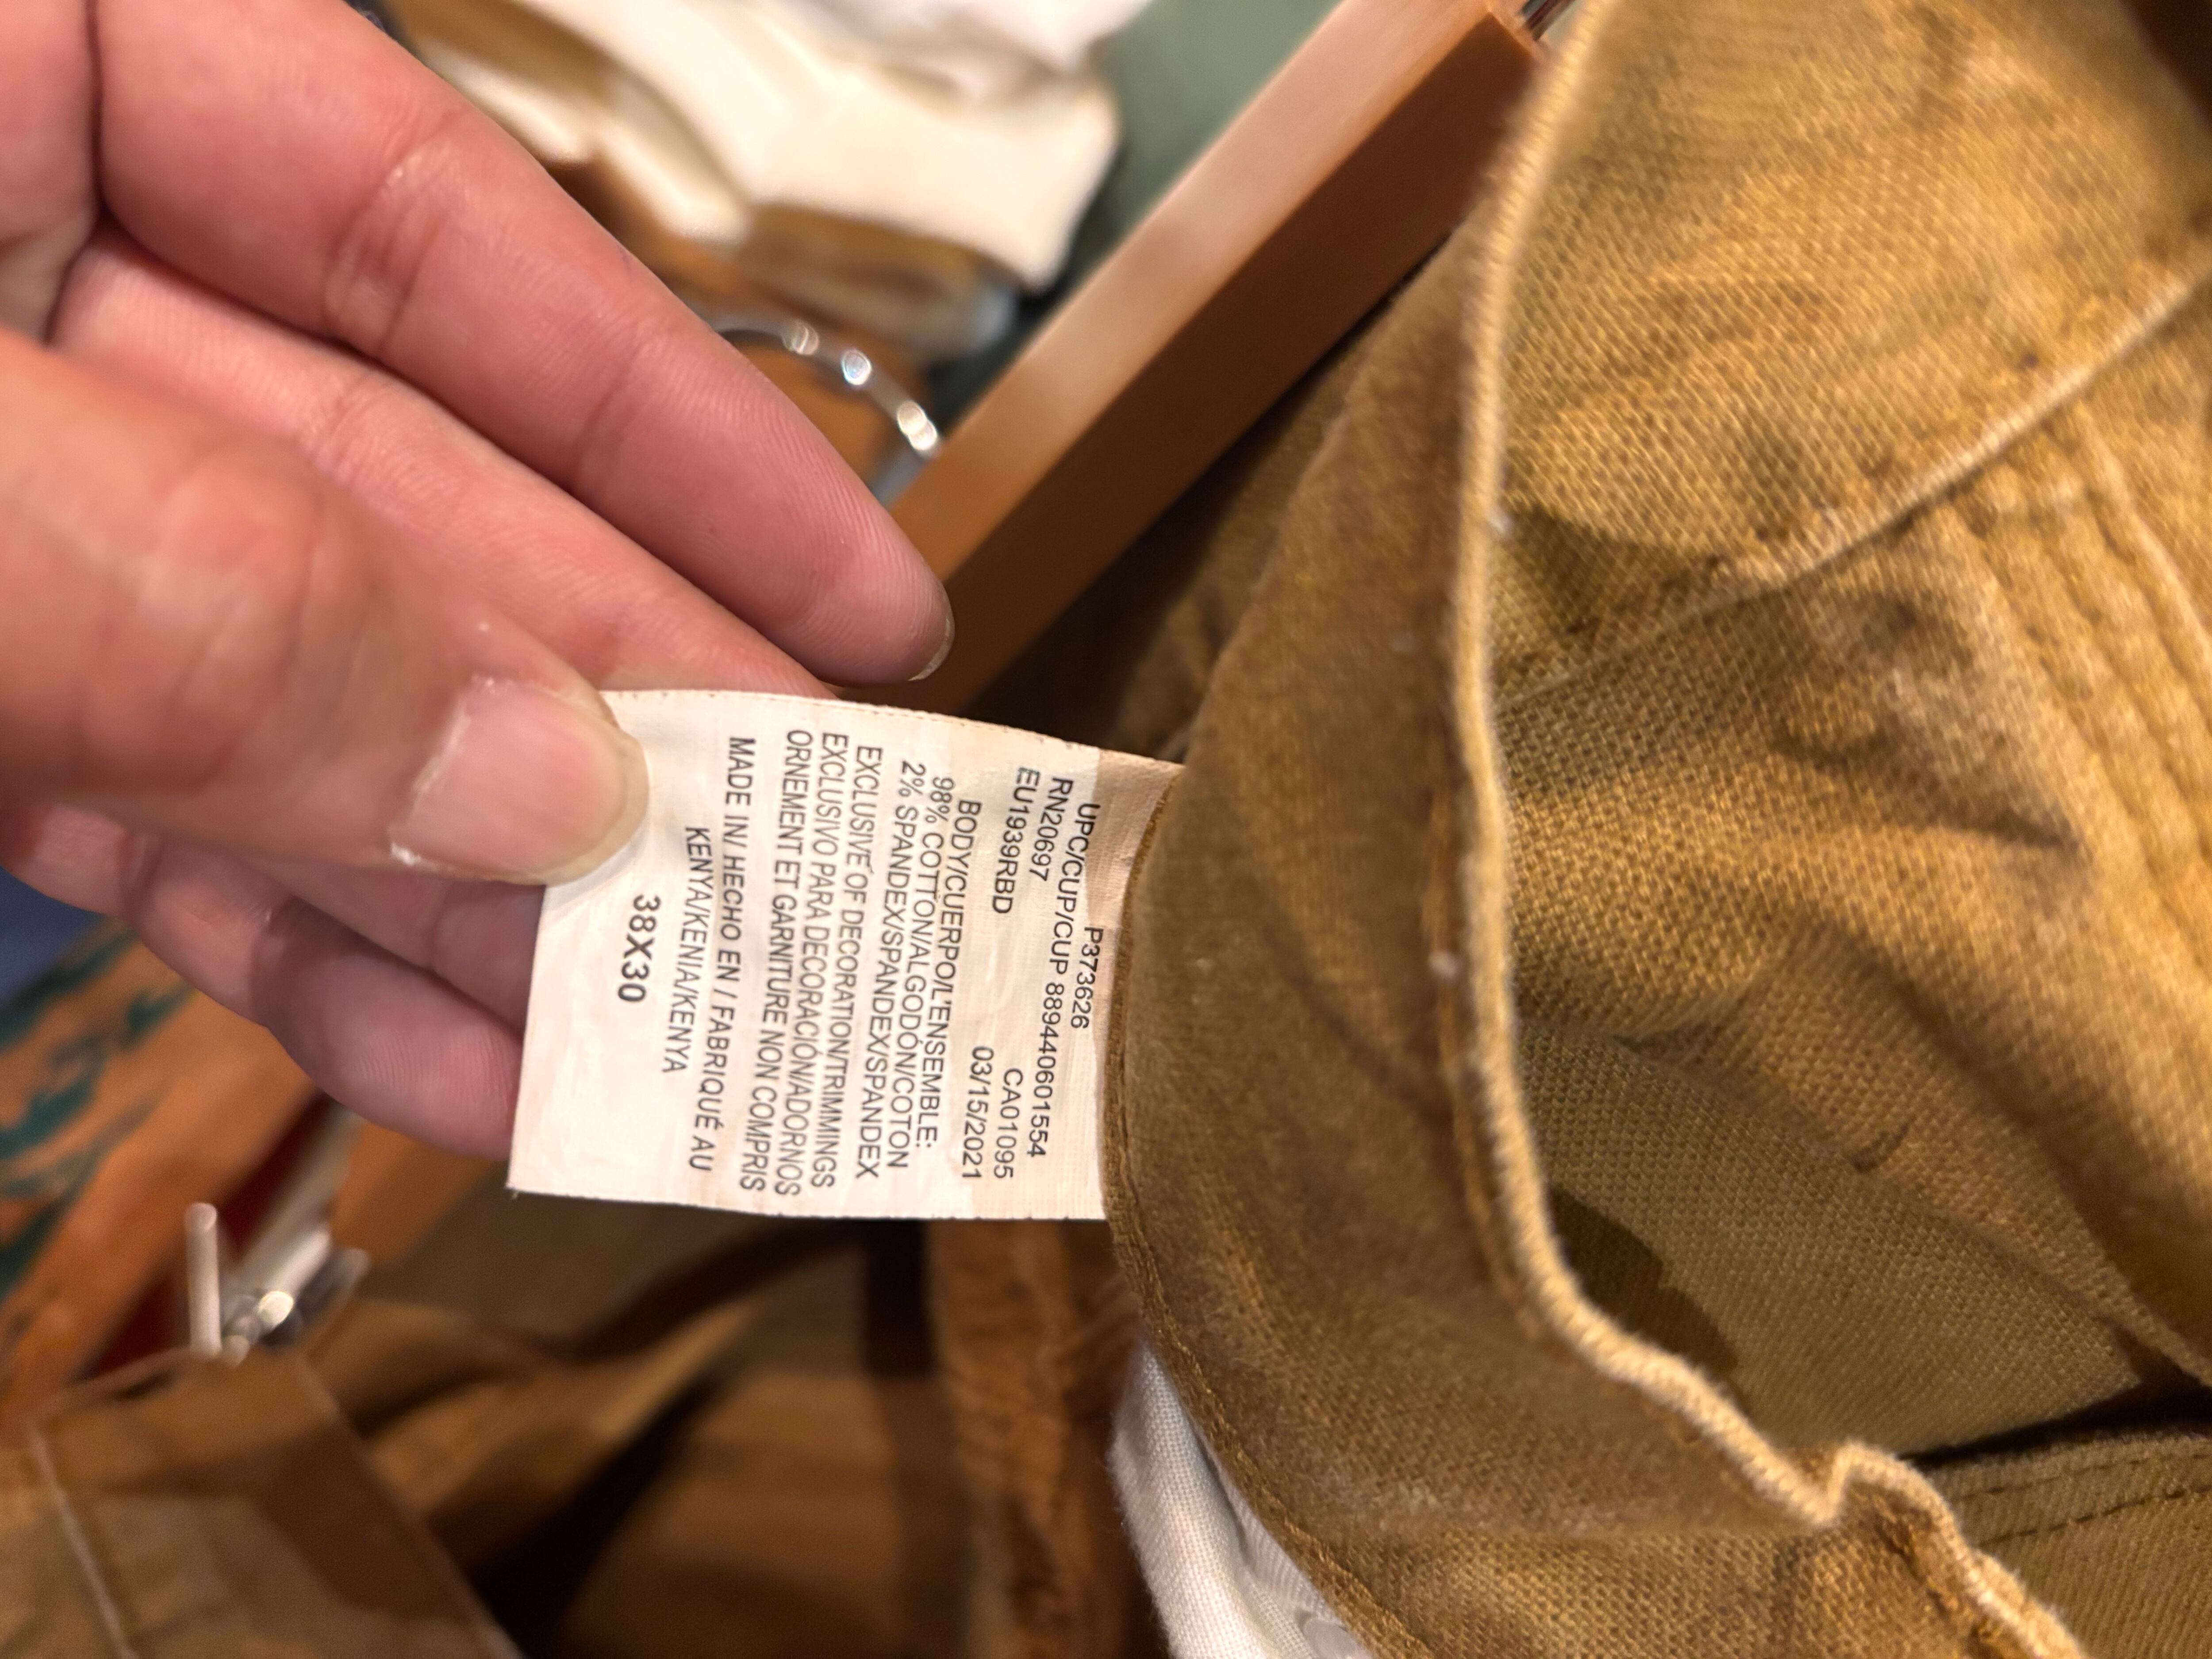 P373626
UPC/CUP/CUP 889440601554
RN20697 CA01095
EU1939RBD 03/15/2021
BODY/CUERPO/L'ENSEMBLE:
98% COTTON/ALGODÓN/COTON
2% SPANDEX/SPANDEX/SPANDEX
EXCLUSIVE OF DECORATION/TRIMMINGS
EXCLUSIVO PARA DECORACIÓN/ADORNOS
ORNEMENT ET GARNITURE NON COMPRIS
MADE IN/ HECHO EN / FABRIQUÉ AU
KENYA/KENIA/KENYA
38X30